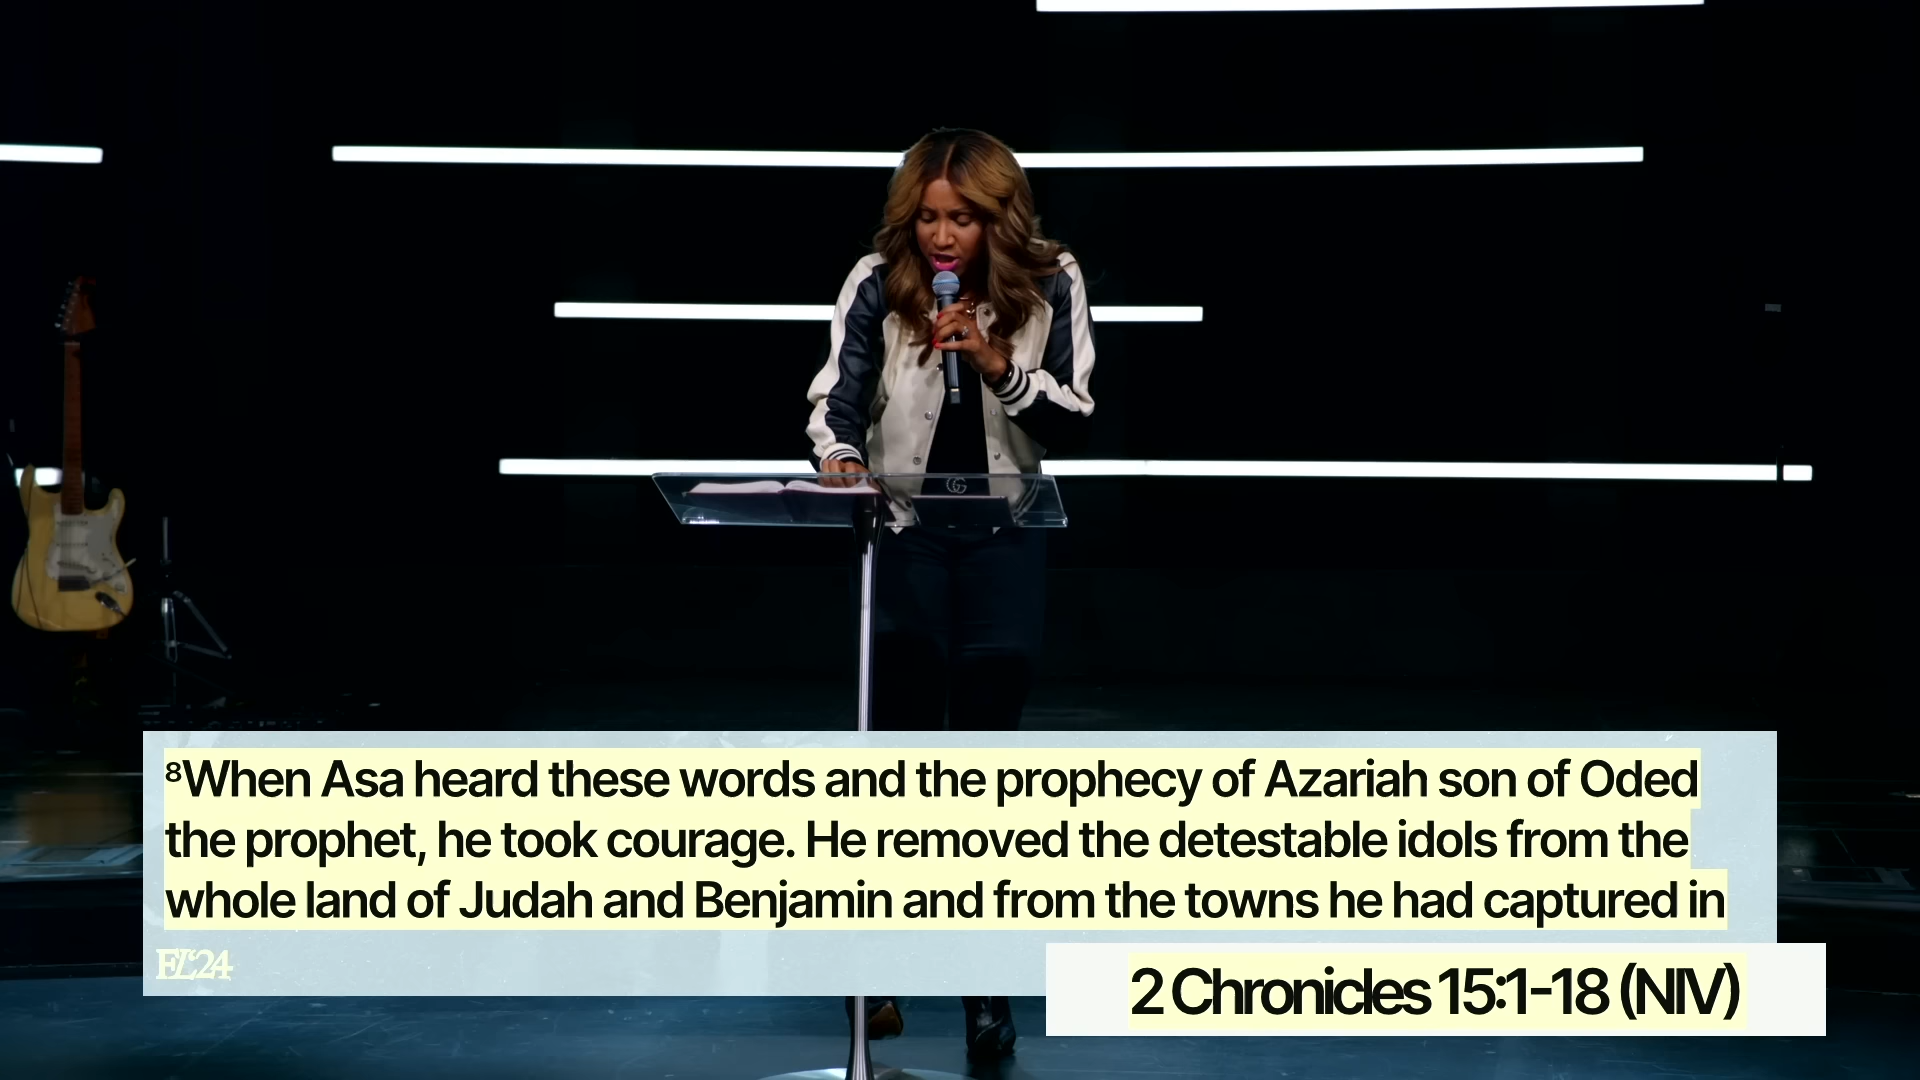 ⁸When Asa heard these words and the prophecy of Azariah son of Oded
the prophet, he took courage. He removed the detestable idols from the
whole land of Judah and Benjamin and from the towns he had captured in
EL'24
2 Chronicles 15:1-18 (NIV)